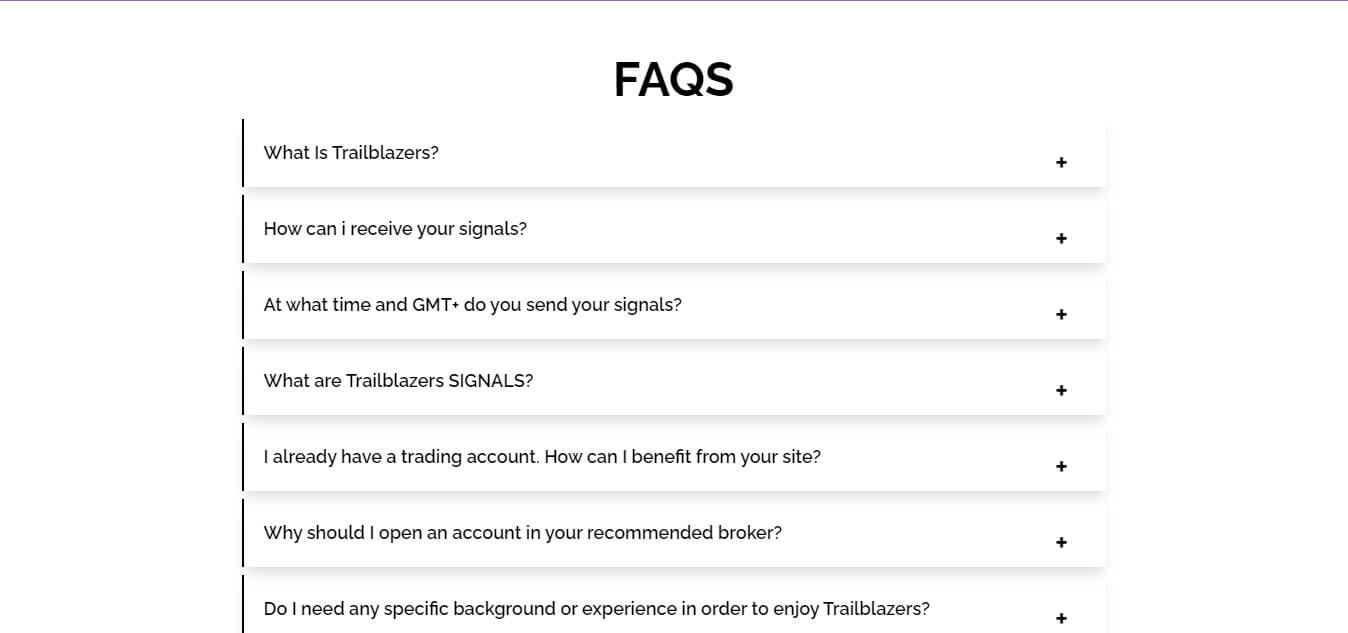 FAQS
What Is Trailblazers?
+
How can i receive your signals?
+
At what time and GMT+ do you send your signals?
+
What are Trailblazers SIGNALS?
+
I already have a trading account. How can I benefit from your site?
+
Why should I open an account in your recommended broker?
+
Do I need any specific background or experience in order to enjoy Trailblazers?
+